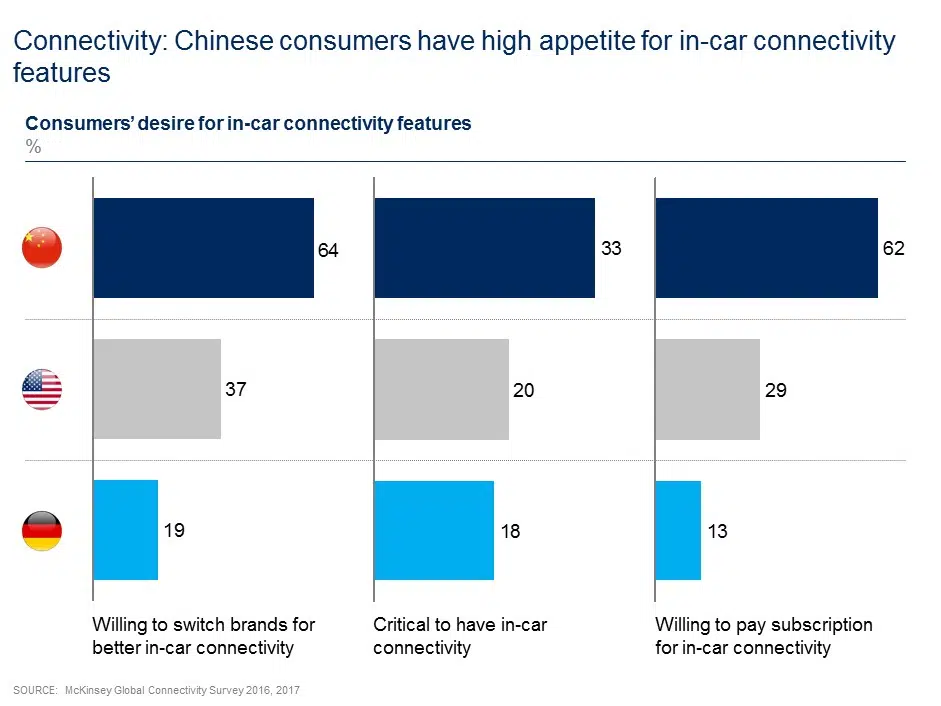 Connectivity: Chinese consumers have high appetite for in-car connectivity
features
Consumers’ desire for in-car connectivity features
%
64
33
62
37
20
29
19
18
13
Willing to switch brands for
better in-car connectivity
Critical to have in-car
connectivity
Willing to pay subscription
for in-car connectivity
SOURCE: McKinsey Global Connectivity Survey 2016, 2017